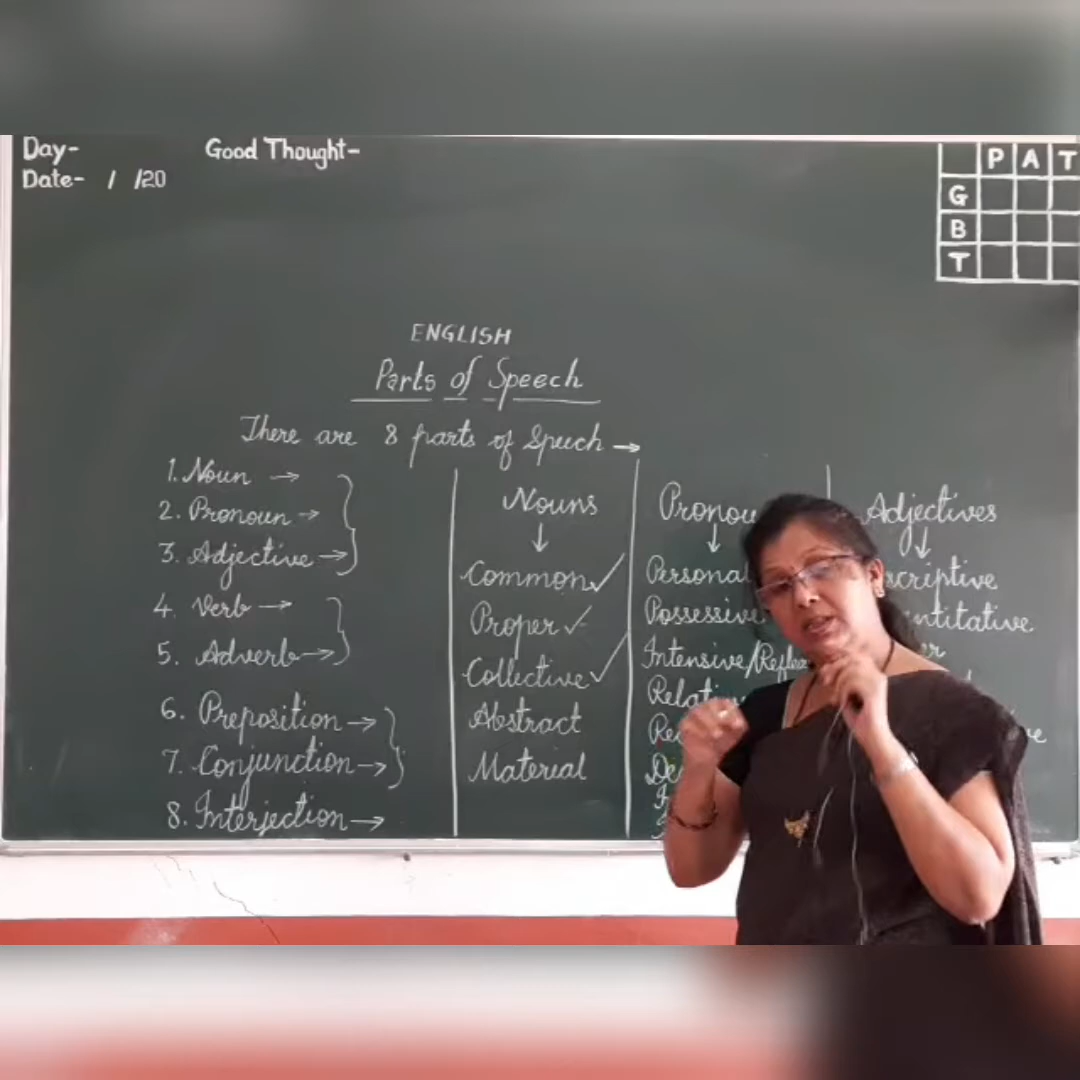 Day-
Date- / /20
Good Thought-
P A T
G
B
T
ENGLISH
Parts of Speech
There are 8 parts of Speech →
1. Noun →
2. Pronoun →
3. Adjective →
4. Verb →
5. Adverb →
6. Preposition →
7. Conjunction →
8. Interjection →
Nouns
↓
Common ✓
Proper ✓
Collective ✓
Abstract
Material
↓
Possessive
Intensive/
Adjectives
↓